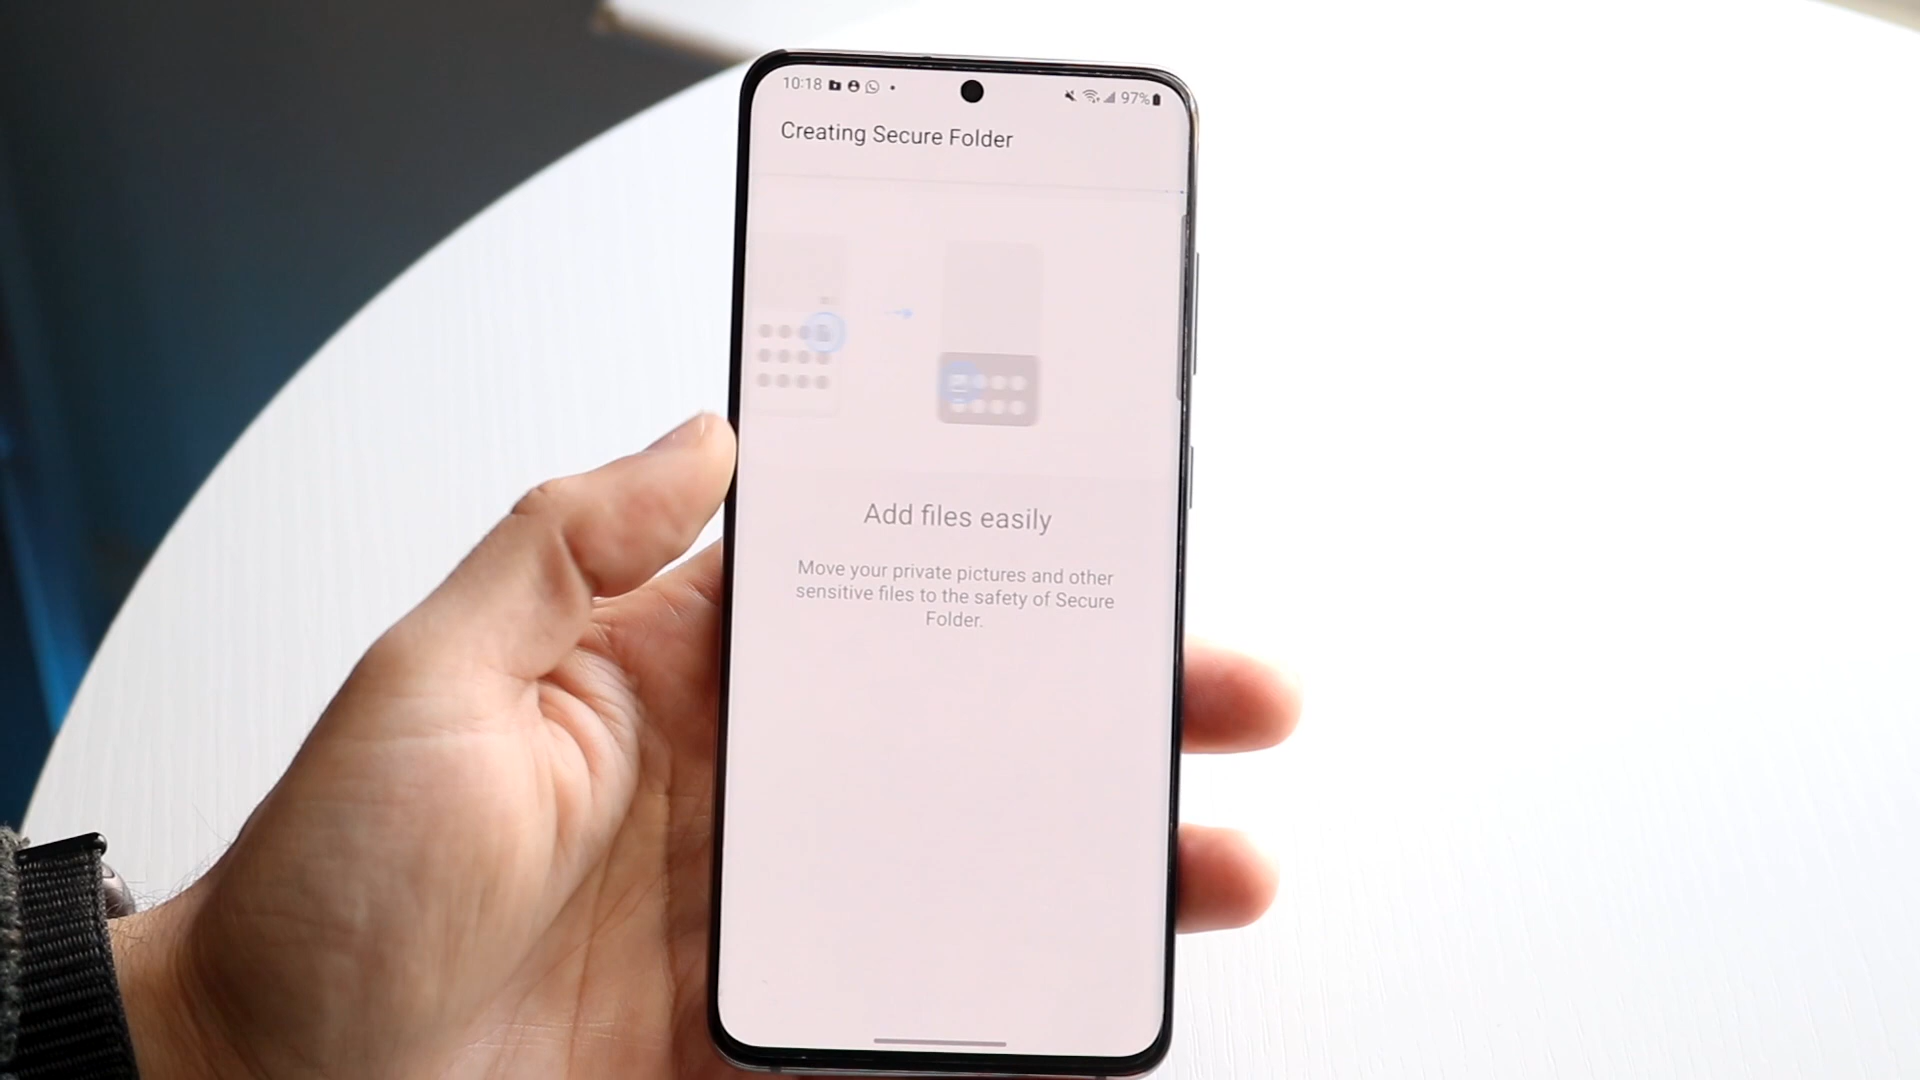 10:18 97%
Creating Secure Folder
Add files easily
Move your private pictures and other
sensitive files to the safety of Secure
Folder.